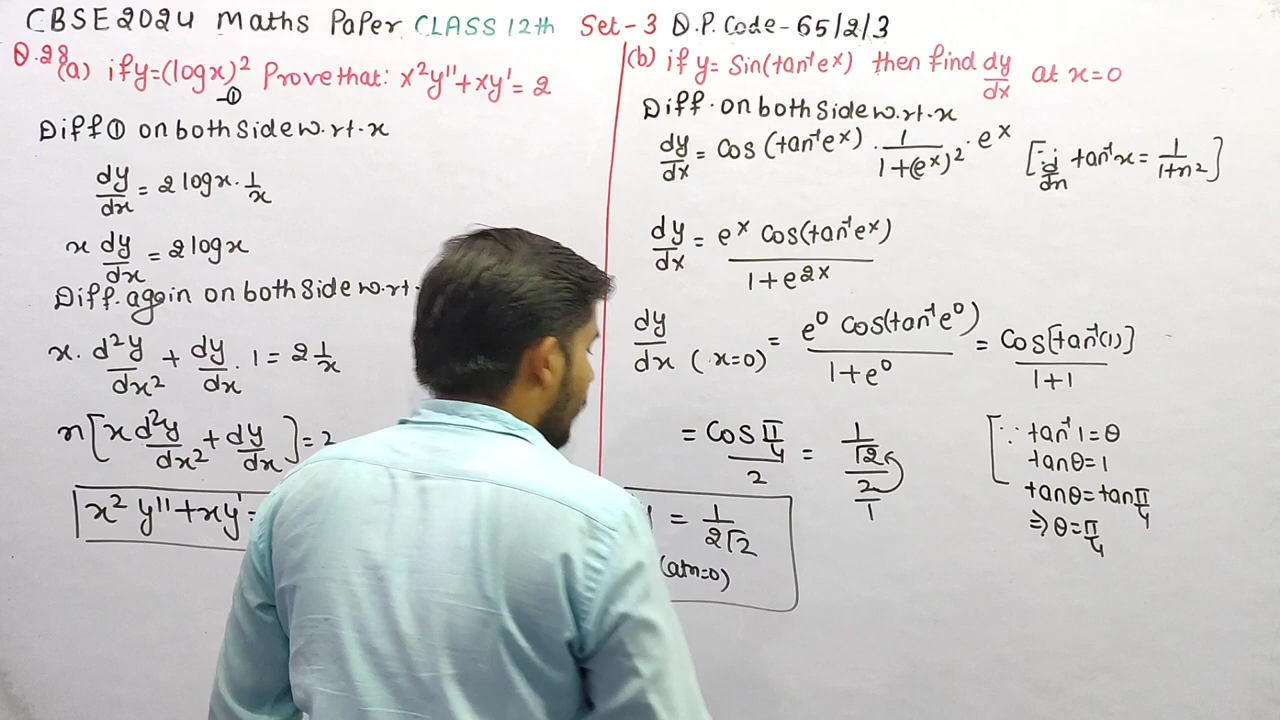 CBSE 2024 Maths Paper CLASS 12th Set-3 Q.P. Code-65/2/3
Q.28 (a) if y=(logx)² Prove that: x²y''+xy'=2
-①
Diff ① on both Side w.r.t.x
dy/dx = 2 logx · 1/x
x dy/dx = 2 logx
Diff. again on both Side w.r.t.
x. d²y/dx² + dy/dx . 1 = 2 1/x
x[x d²y/dx² + dy/dx] = 2
x² y''+xy'=
(b) if y= Sin(tan⁻¹eˣ) then find dy/dx at x=0
Diff. on both Side w.r.t.x
dy/dx = Cos (tan⁻¹eˣ) . 1/1+(eˣ)² . eˣ [∵ d/dx tan⁻¹x = 1/1+x²]
dy/dx = eˣ Cos(tan⁻¹eˣ)/1+e²ˣ
dy/dx (x=0) = e⁰ Cos(tan⁻¹e⁰)/1+e⁰ = Cos[tan⁻¹(1)]/1+1
= Cos π/4 / 2 = 1/√2 / 2/1
[∵ tan⁻¹1=θ
tanθ=1
tanθ=tan π/4
⇒ θ=π/4
= 1/2√2
(at x=0)